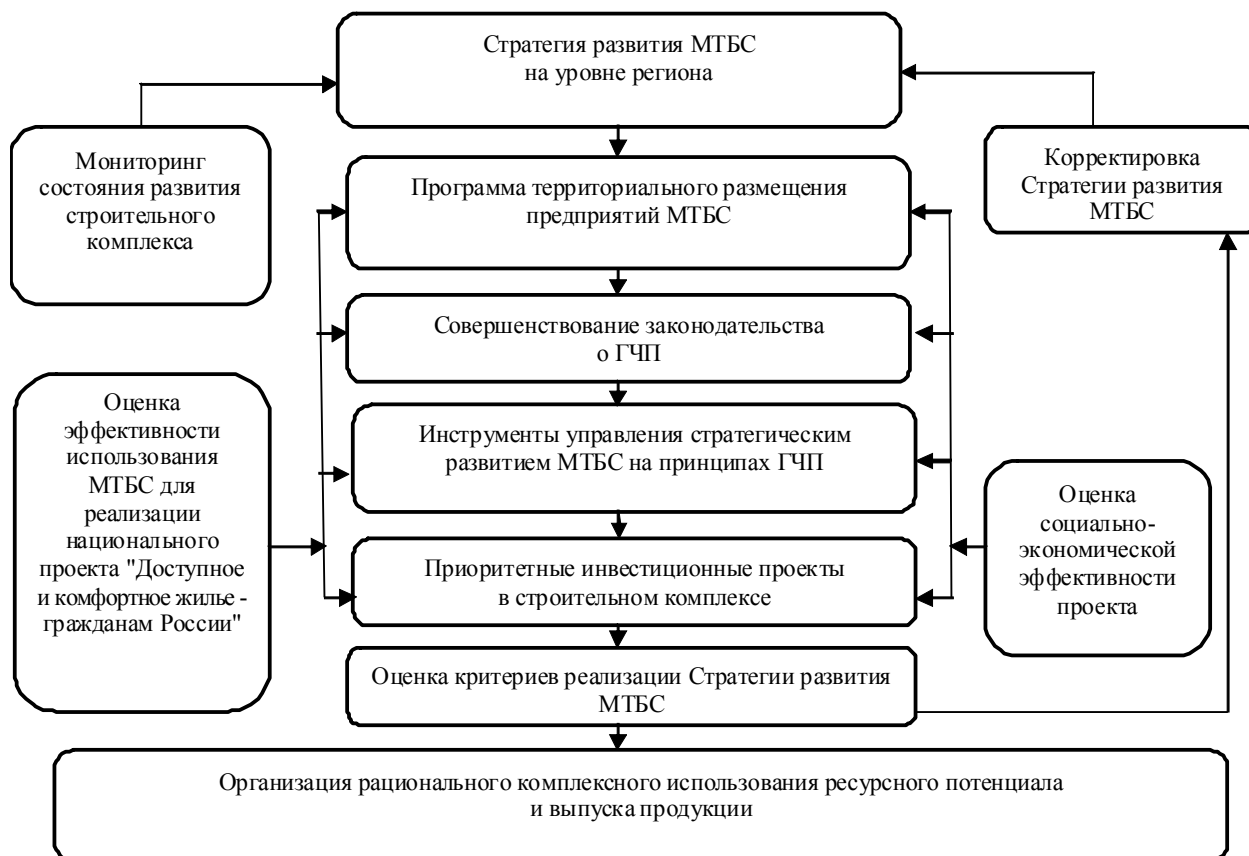 Стратегия развития МТБС
на уровне региона
Мониторинг
состояния развития
строительного
комплекса
Программа территориального размещения
предприятий МТБС
Корректировка
Стратегии развития
МТБС
Совершенствование законодательства
о ГЧП
Оценка
эффективности
использования
МТБС для
реализации
национального
проекта "Доступное
и комфортное жилье -
гражданам России"
Инструменты управления стратегическим
развитием МТБС на принципах ГЧП
Оценка
социально-
экономической
эффективности
проекта
Приоритетные инвестиционные проекты
в строительном комплексе
Оценка критериев реализации Стратегии развития
МТБС
Организация рационального комплексного использования ресурсного потенциала
и выпуска продукции